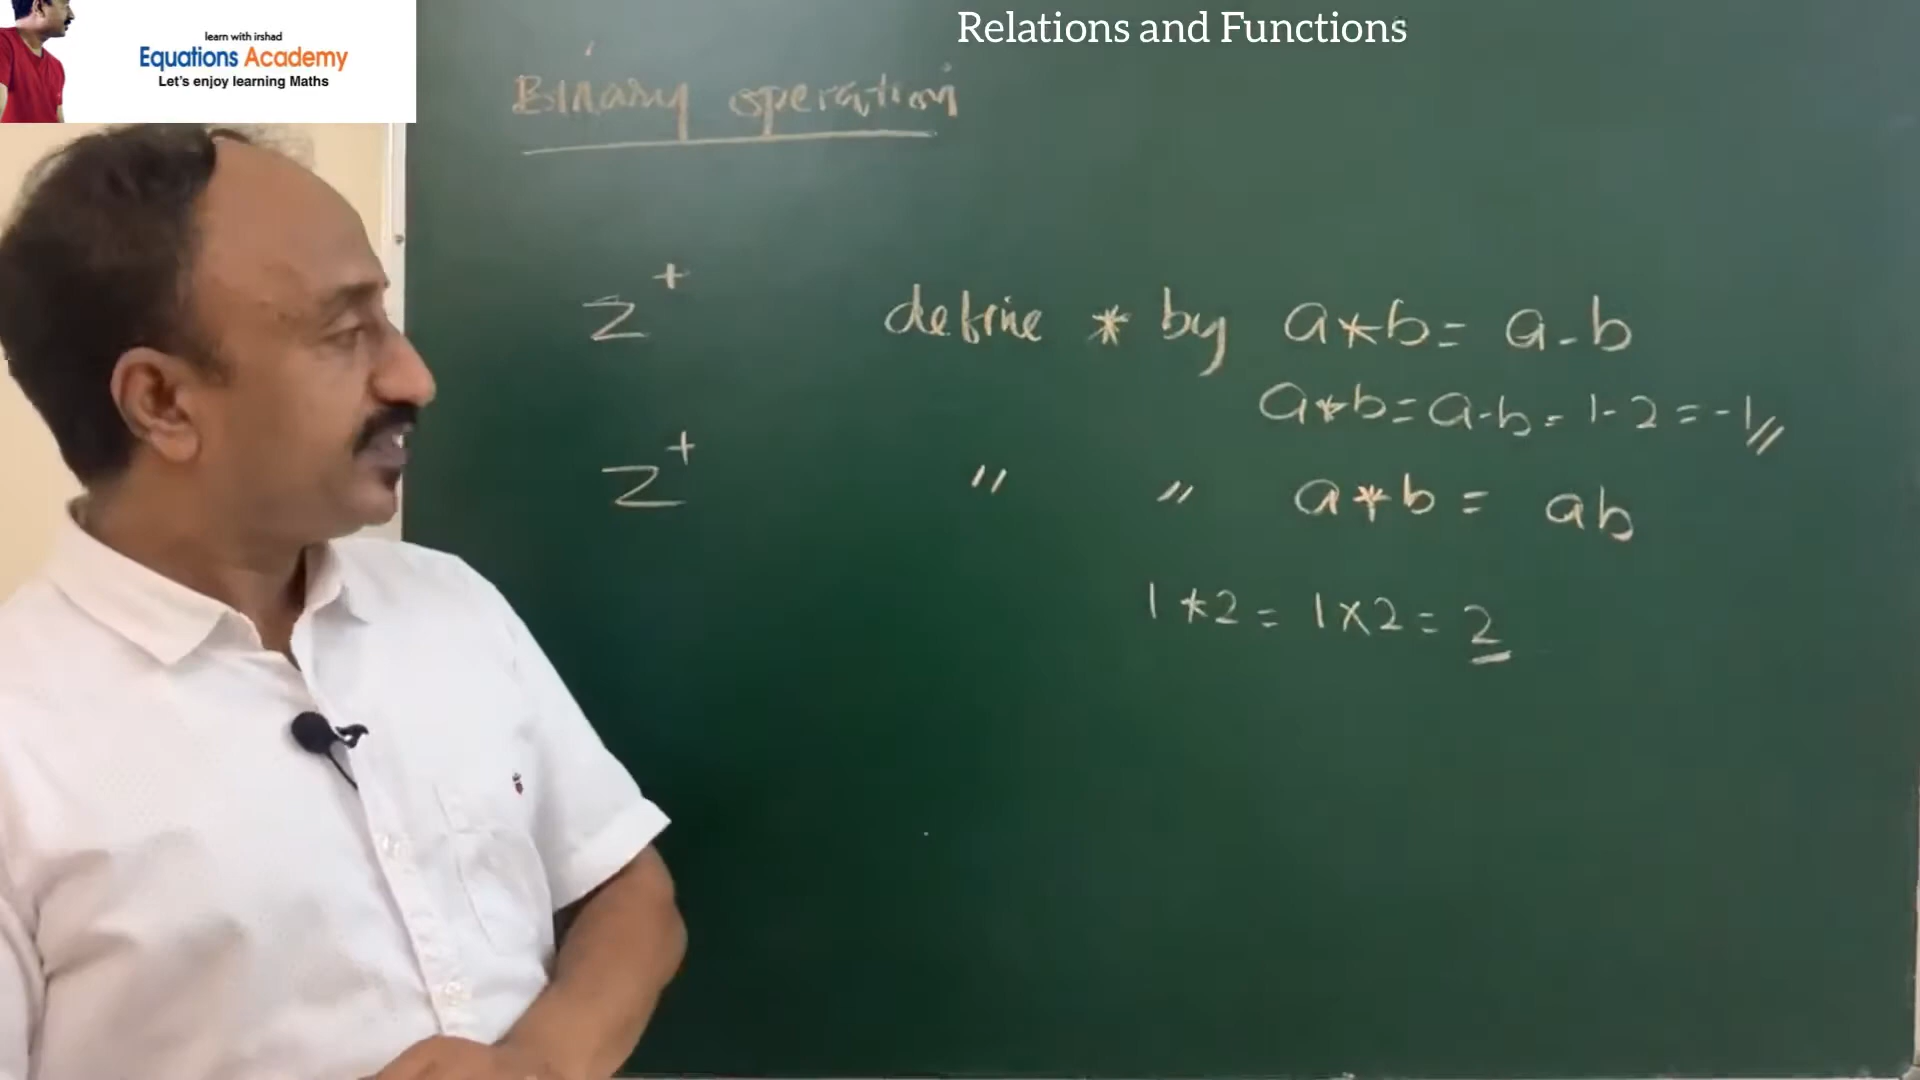 learn with irshad
Equations Academy
Let's enjoy learning Maths
Relations and Functions
Binary operation
Z⁺ define * by a*b = a-b
a*b = a-b = 1-2 = -1//
Z⁺ " " a*b = ab
1*2 = 1×2 = 2